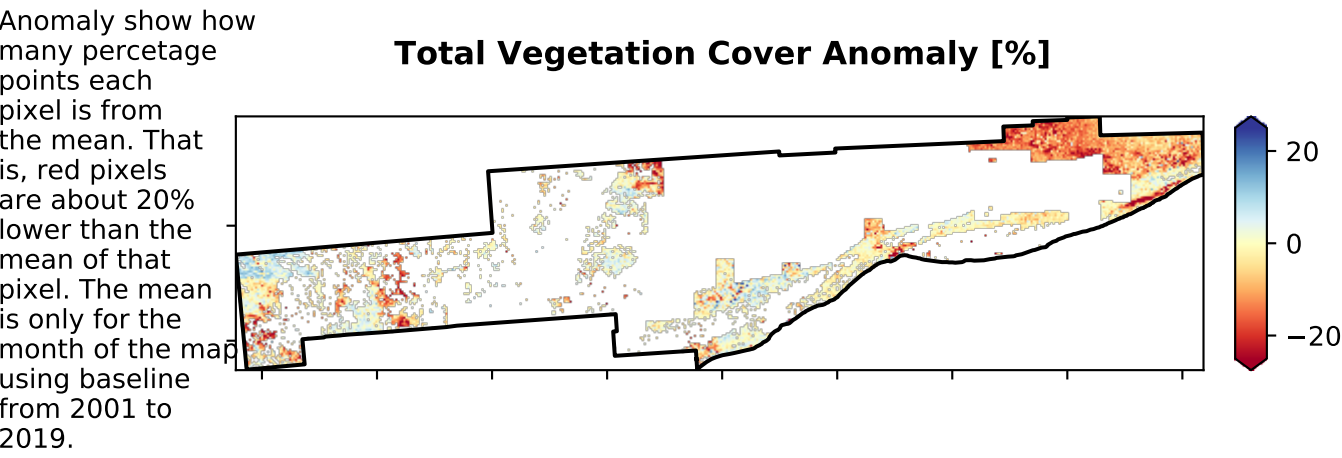 Anomaly show how
many percetage
points each
pixel is from
the mean. That
is, red pixels
are about 20%
lower than the
mean of that
pixel. The mean
is only for the
month of the map
using baseline
from 2001 to
2019.
Total Vegetation Cover Anomaly [%]
20
0
−20